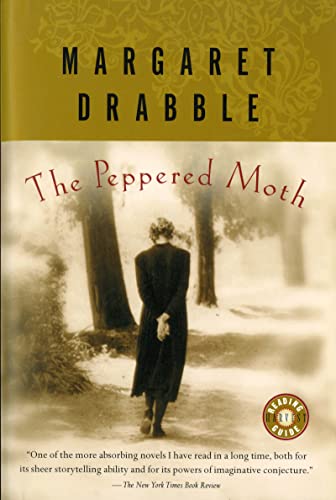 MARGARET
DRABBLE
The Peppered Moth
READING
HARVEST
GUIDE
"One of the more absorbing novels I have read in a long time, both for
its sheer storytelling ability and for its powers of imaginative conjecture."
—The New York Times Book Review